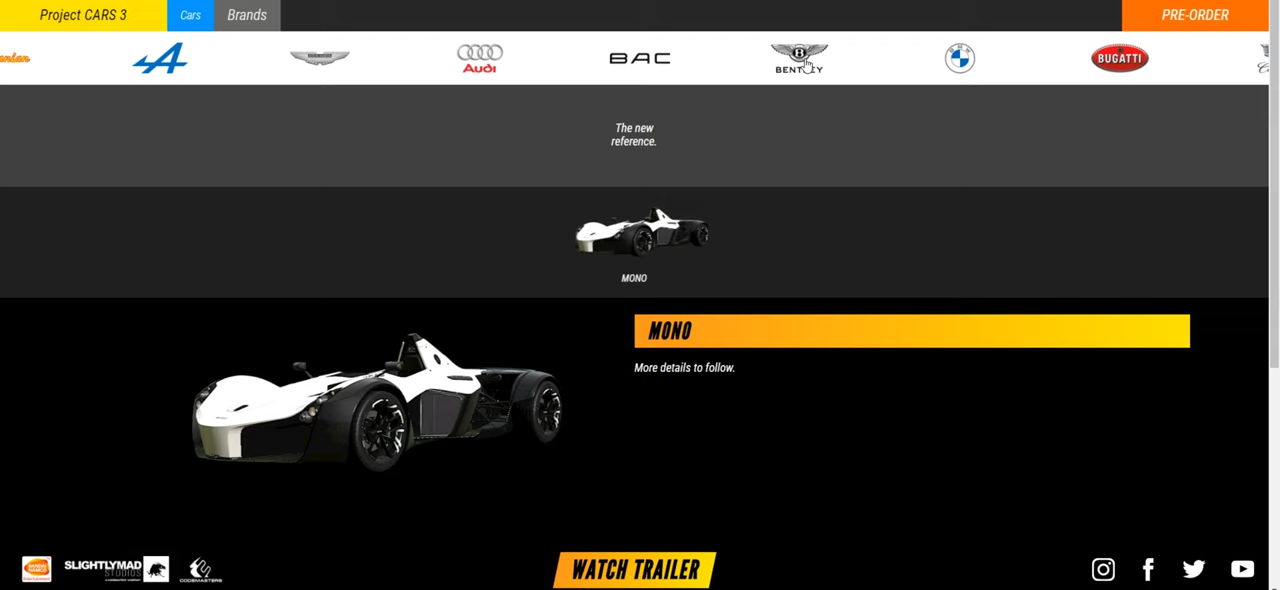 Project CARS 3
Cars
Brands
PRE-ORDER
Audi
BAC
BENTLEY
BMW
BUGATTI
The new
reference.
MONO
MONO
More details to follow.
SLIGHTLYMAD
STUDIOS
CODEMASTERS
WATCH TRAILER